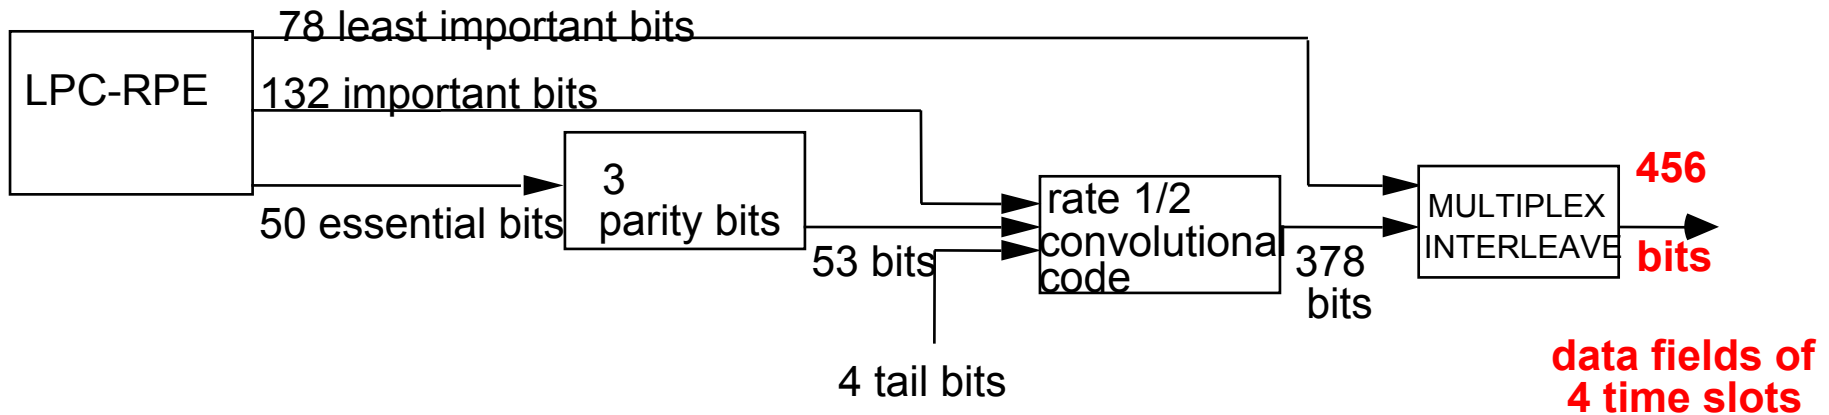 78 least important bits
LPC-RPE
132 important bits
50 essential bits
3
parity bits
53 bits
4 tail bits
rate 1/2
convolutional
code
378
bits
MULTIPLEX
INTERLEAVE
456
bits
data fields of
4 time slots